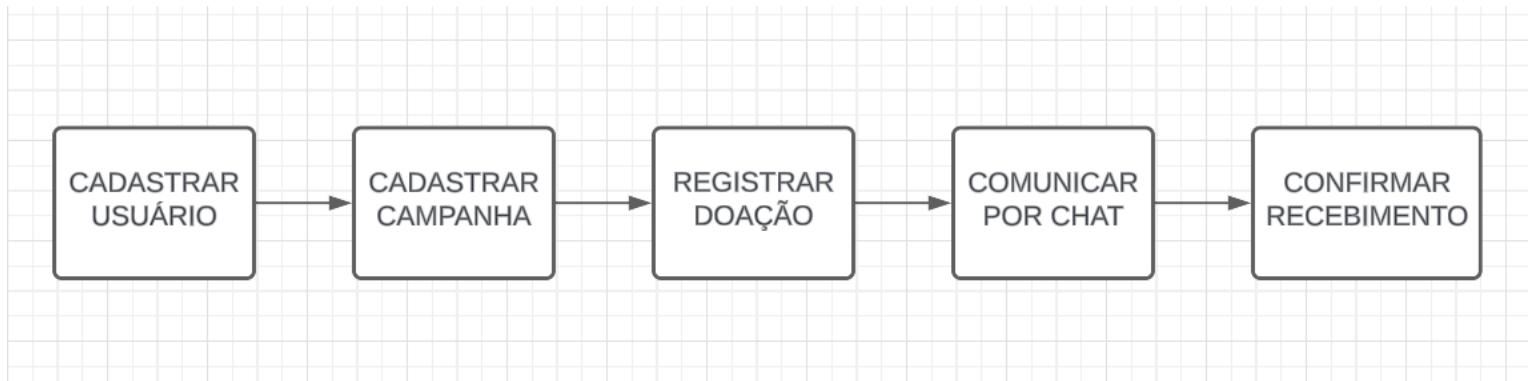 CADASTRAR
USUÁRIO
CADASTRAR
CAMPANHA
REGISTRAR
DOAÇÃO
COMUNICAR
POR CHAT
CONFIRMAR
RECEBIMENTO